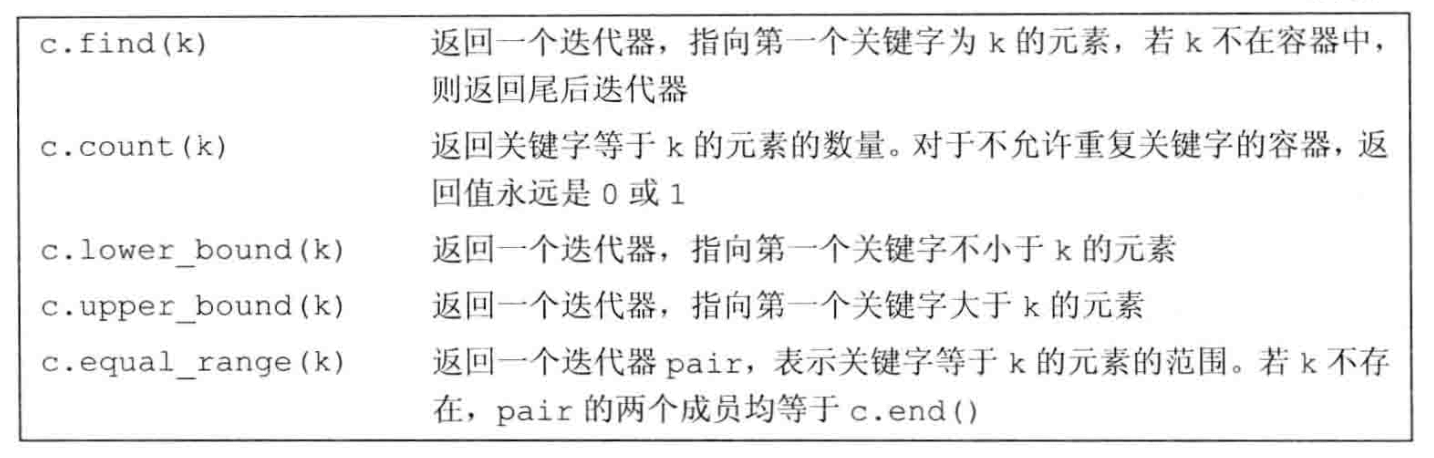 c.find(k) 返回一个迭代器，指向第一个关键字为 k 的元素，若 k 不在容器中，
则返回尾后迭代器
c.count(k) 返回关键字等于 k 的元素的数量。对于不允许重复关键字的容器，返
回值永远是 0 或 1
c.lower_bound(k) 返回一个迭代器，指向第一个关键字不小于 k 的元素
c.upper_bound(k) 返回一个迭代器，指向第一个关键字大于 k 的元素
c.equal_range(k) 返回一个迭代器 pair，表示关键字等于 k 的元素的范围。若 k 不存
在，pair 的两个成员均等于 c.end()